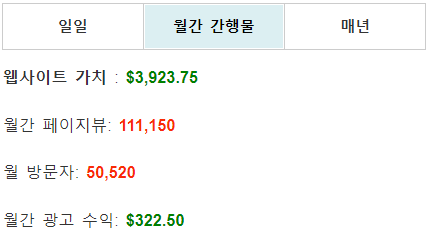 일일 월간 간행물 매년
웹사이트 가치 : $3,923.75
월간 페이지뷰: 111,150
월 방문자: 50,520
월간 광고 수익: $322.50